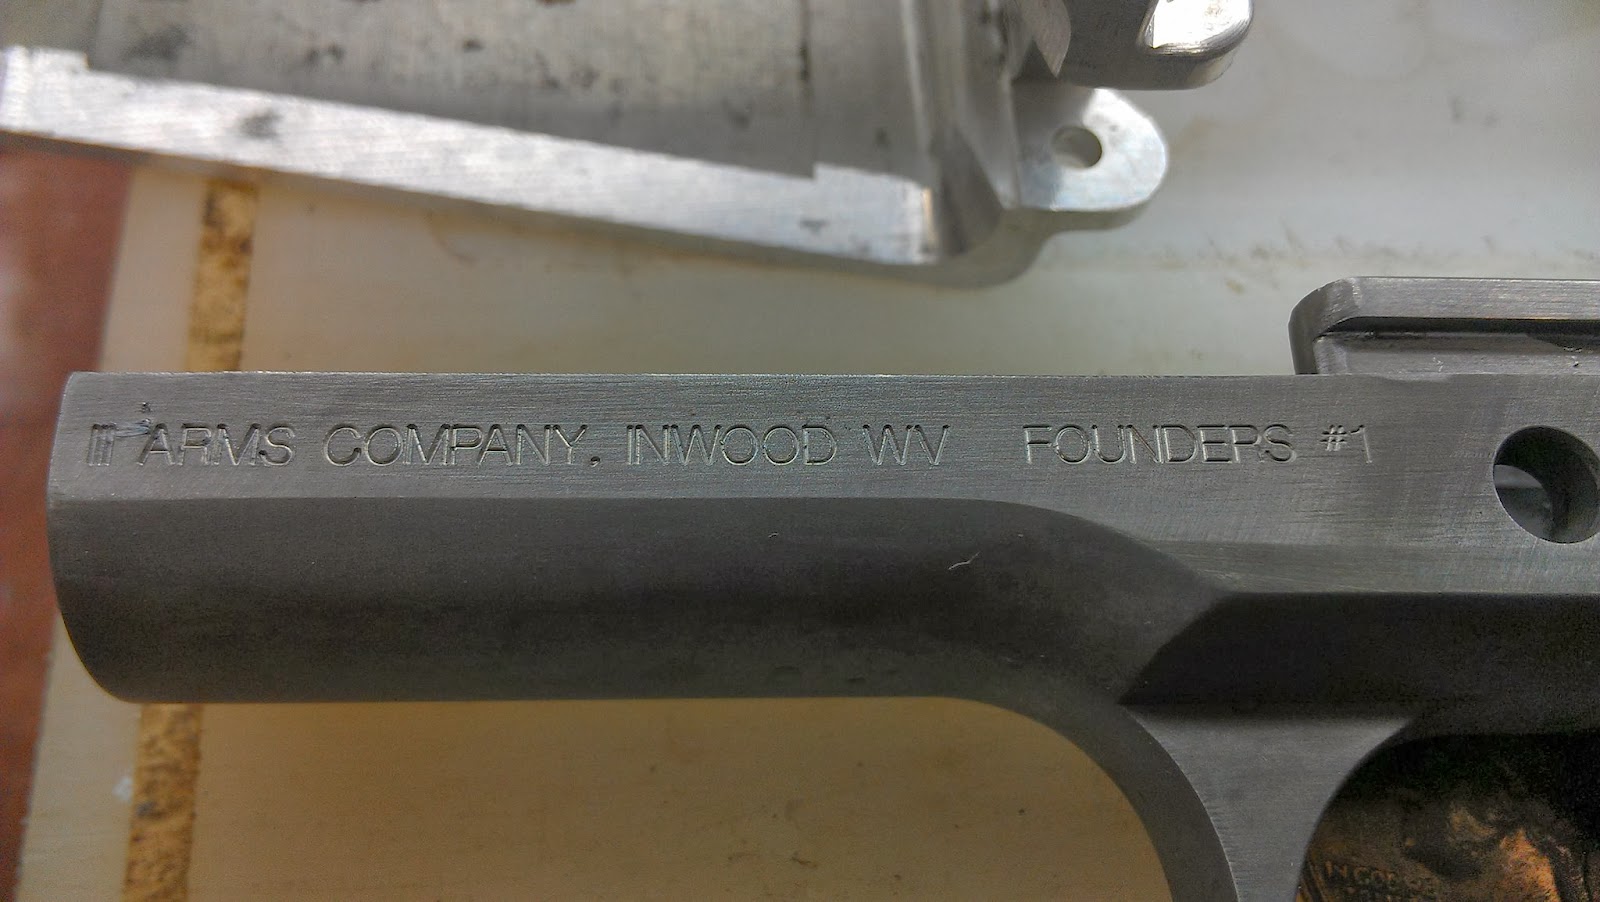 III ARMS COMPANY, INWOOD WV FOUNDERS #1